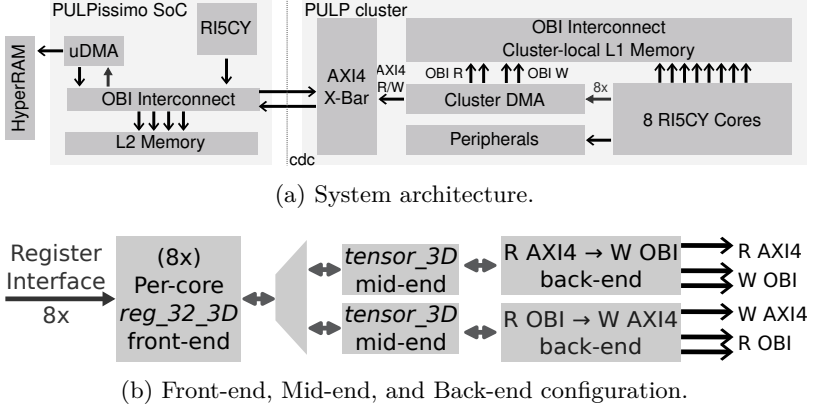 PULPissimo SoC
PULP cluster
HyperRAM
uDMA
RI5CY
OBI Interconnect
L2 Memory
cdc
AXI4
X-Bar
AXI4
R/W
OBI Interconnect
Cluster-local L1 Memory
OBI R
OBI W
Cluster DMA
8x
8 RI5CY Cores
Peripherals
(a) System architecture.
Register
Interface
8x
(8x)
Per-core
reg_32_3D
front-end
tensor_3D
mid-end
R AXI4 → W OBI
back-end
R AXI4
W OBI
tensor_3D
mid-end
R OBI → W AXI4
back-end
W AXI4
R OBI
(b) Front-end, Mid-end, and Back-end configuration.